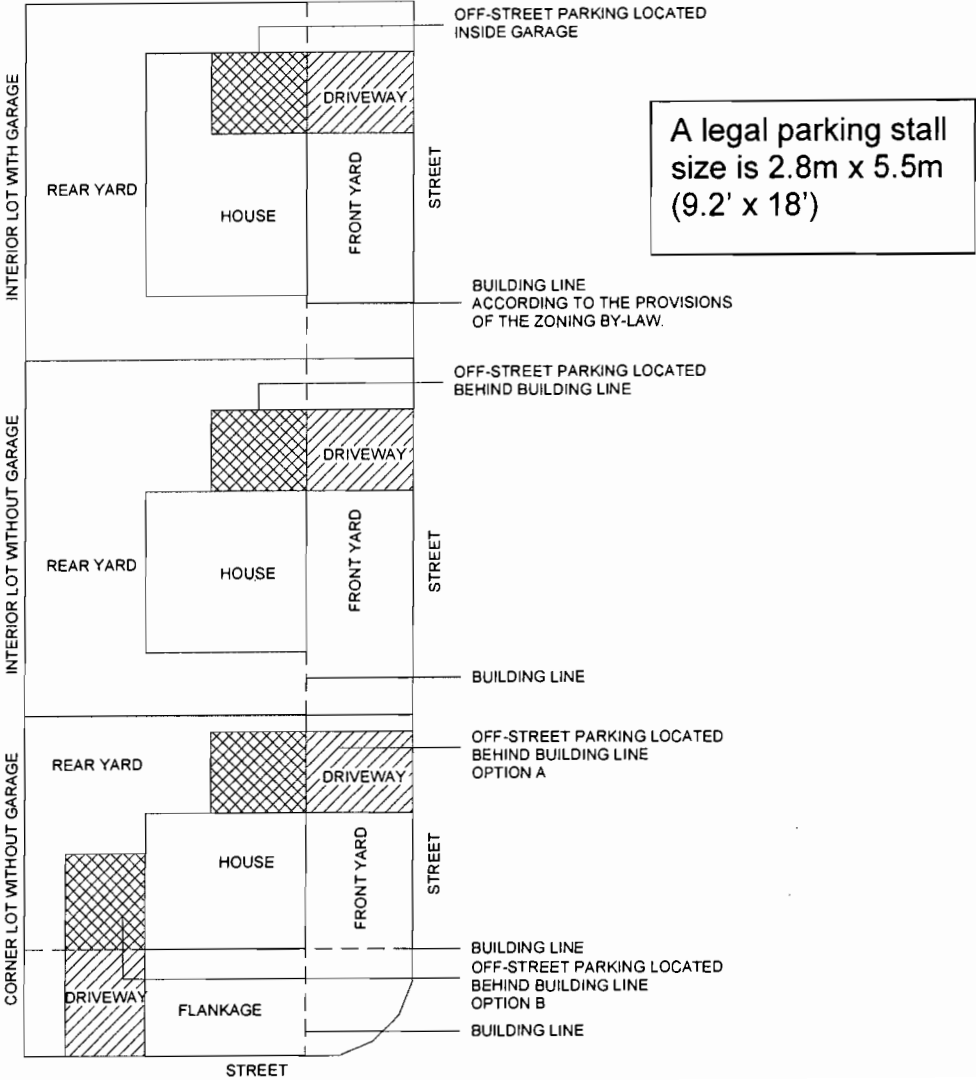 OFF-STREET PARKING LOCATED
INSIDE GARAGE
INTERIOR LOT WITH GARAGE
DRIVEWAY
REAR YARD
HOUSE
FRONT YARD
STREET
A legal parking stall
size is 2.8m x 5.5m
(9.2' x 18')
BUILDING LINE
ACCORDING TO THE PROVISIONS
OF THE ZONING BY-LAW.
OFF-STREET PARKING LOCATED
BEHIND BUILDING LINE
INTERIOR LOT WITHOUT GARAGE
DRIVEWAY
REAR YARD
HOUSE
FRONT YARD
STREET
BUILDING LINE
OFF-STREET PARKING LOCATED
BEHIND BUILDING LINE
OPTION A
CORNER LOT WITHOUT GARAGE
REAR YARD
DRIVEWAY
HOUSE
FRONT YARD
STREET
BUILDING LINE
OFF-STREET PARKING LOCATED
BEHIND BUILDING LINE
OPTION B
DRIVEWAY
FLANKAGE
BUILDING LINE
STREET